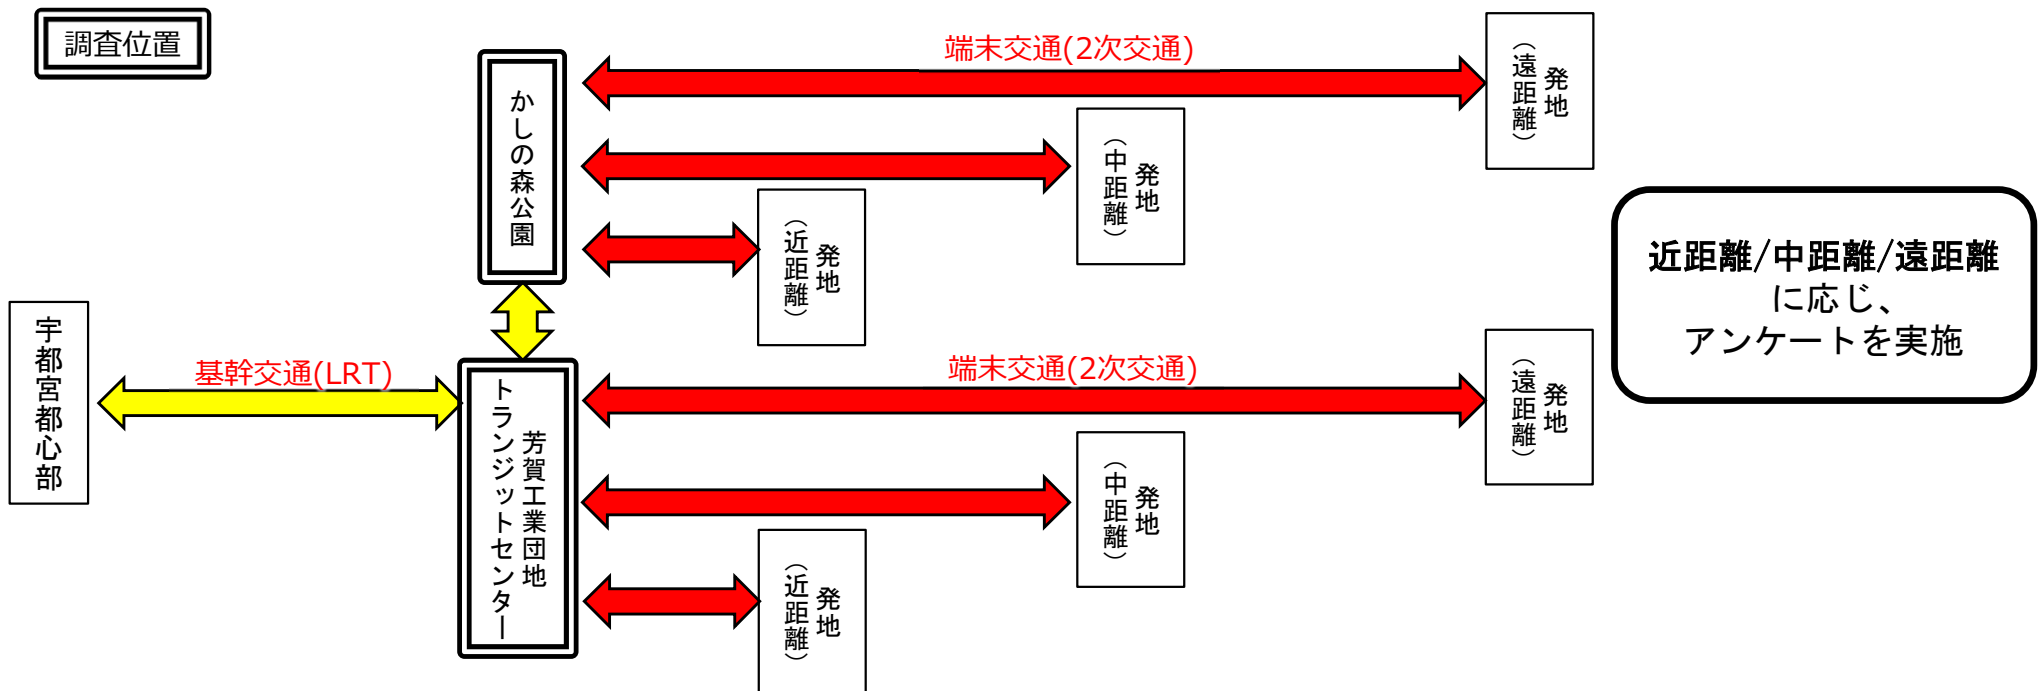 調査位置
端末交通(2次交通)
かしの森公園
発地
（遠距離）
発地
（中距離）
発地
（近距離）
近距離/中距離/遠距離
に応じ、
アンケートを実施
宇都宮都心部
基幹交通(LRT)
芳賀工業団地
トランジットセンター
端末交通(2次交通)
発地
（遠距離）
発地
（中距離）
発地
（近距離）